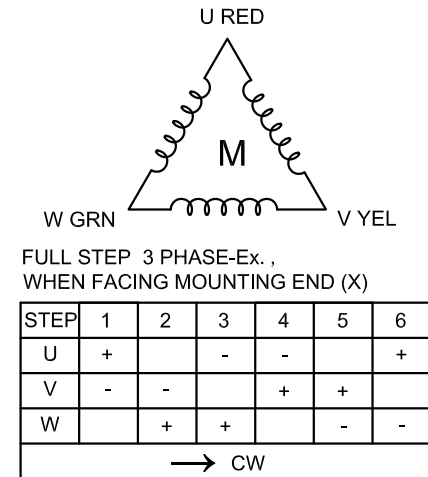 U RED
M
W GRN
V YEL
FULL STEP 3 PHASE-Ex. ,
WHEN FACING MOUNTING END (X)
STEP 1 2 3 4 5 6
U + - - +
V - - + +
W + + - -
→ CW